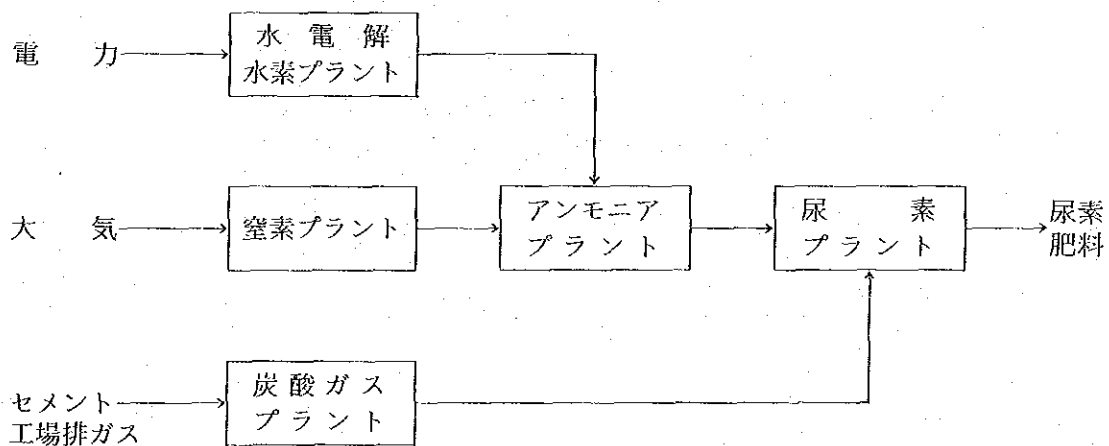 電力
水電解
水素プラント
大気
窒素プラント
アンモニア
プラント
尿素
プラント
尿素
肥料
セメント
工場排ガス
炭酸ガス
プラント